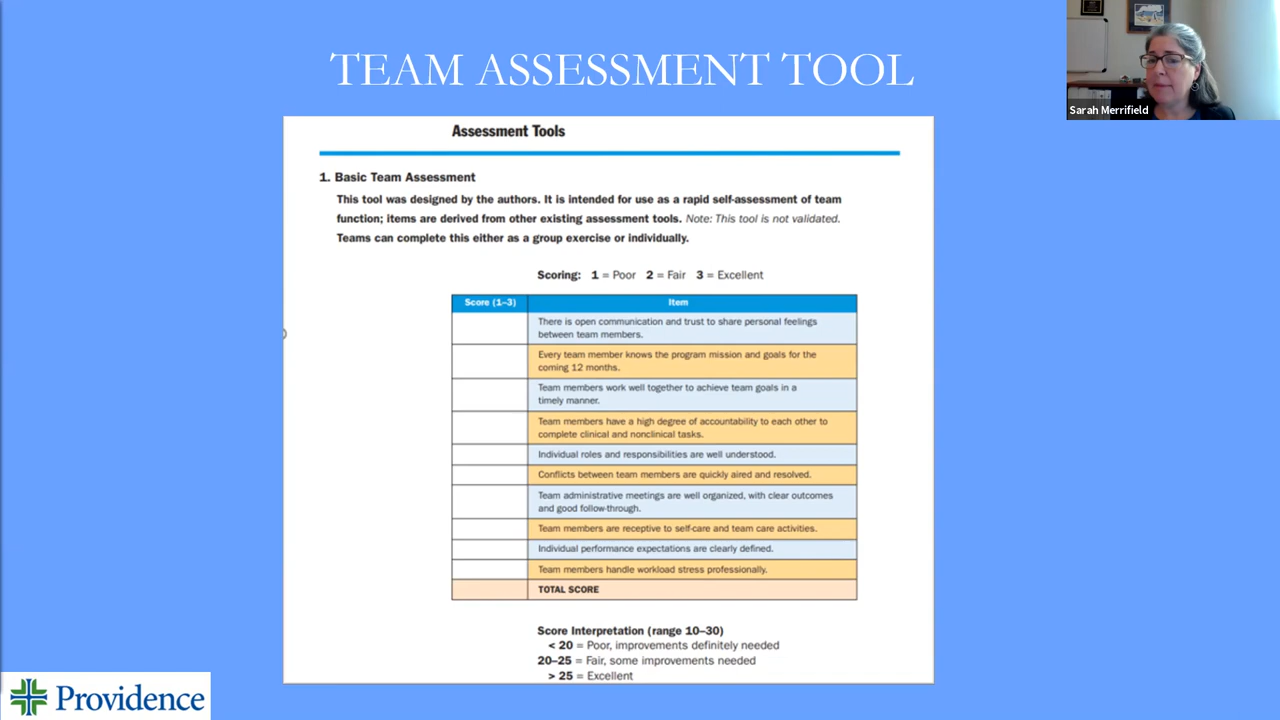 TEAM ASSESSMENT TOOL
Sarah Merrifield
Assessment Tools
1. Basic Team Assessment
This tool was designed by the authors. It is intended for use as a rapid self-assessment of team
function; items are derived from other existing assessment tools. Note: This tool is not validated.
Teams can complete this either as a group exercise or individually.
Scoring: 1 = Poor 2 = Fair 3 = Excellent
Score (1–3) Item
There is open communication and trust to share personal feelings
between team members.
Every team member knows the program mission and goals for the
coming 12 months.
Team members work well together to achieve team goals in a
timely manner.
Team members have a high degree of accountability to each other to
complete clinical and nonclinical tasks.
Individual roles and responsibilities are well understood.
Conflicts between team members are quickly aired and resolved.
Team administrative meetings are well organized, with clear outcomes
and good follow-through.
Team members are receptive to self-care and team care activities.
Individual performance expectations are clearly defined.
Team members handle workload stress professionally.
TOTAL SCORE
Score Interpretation (range 10–30)
< 20 = Poor, improvements definitely needed
20–25 = Fair, some improvements needed
> 25 = Excellent
Providence